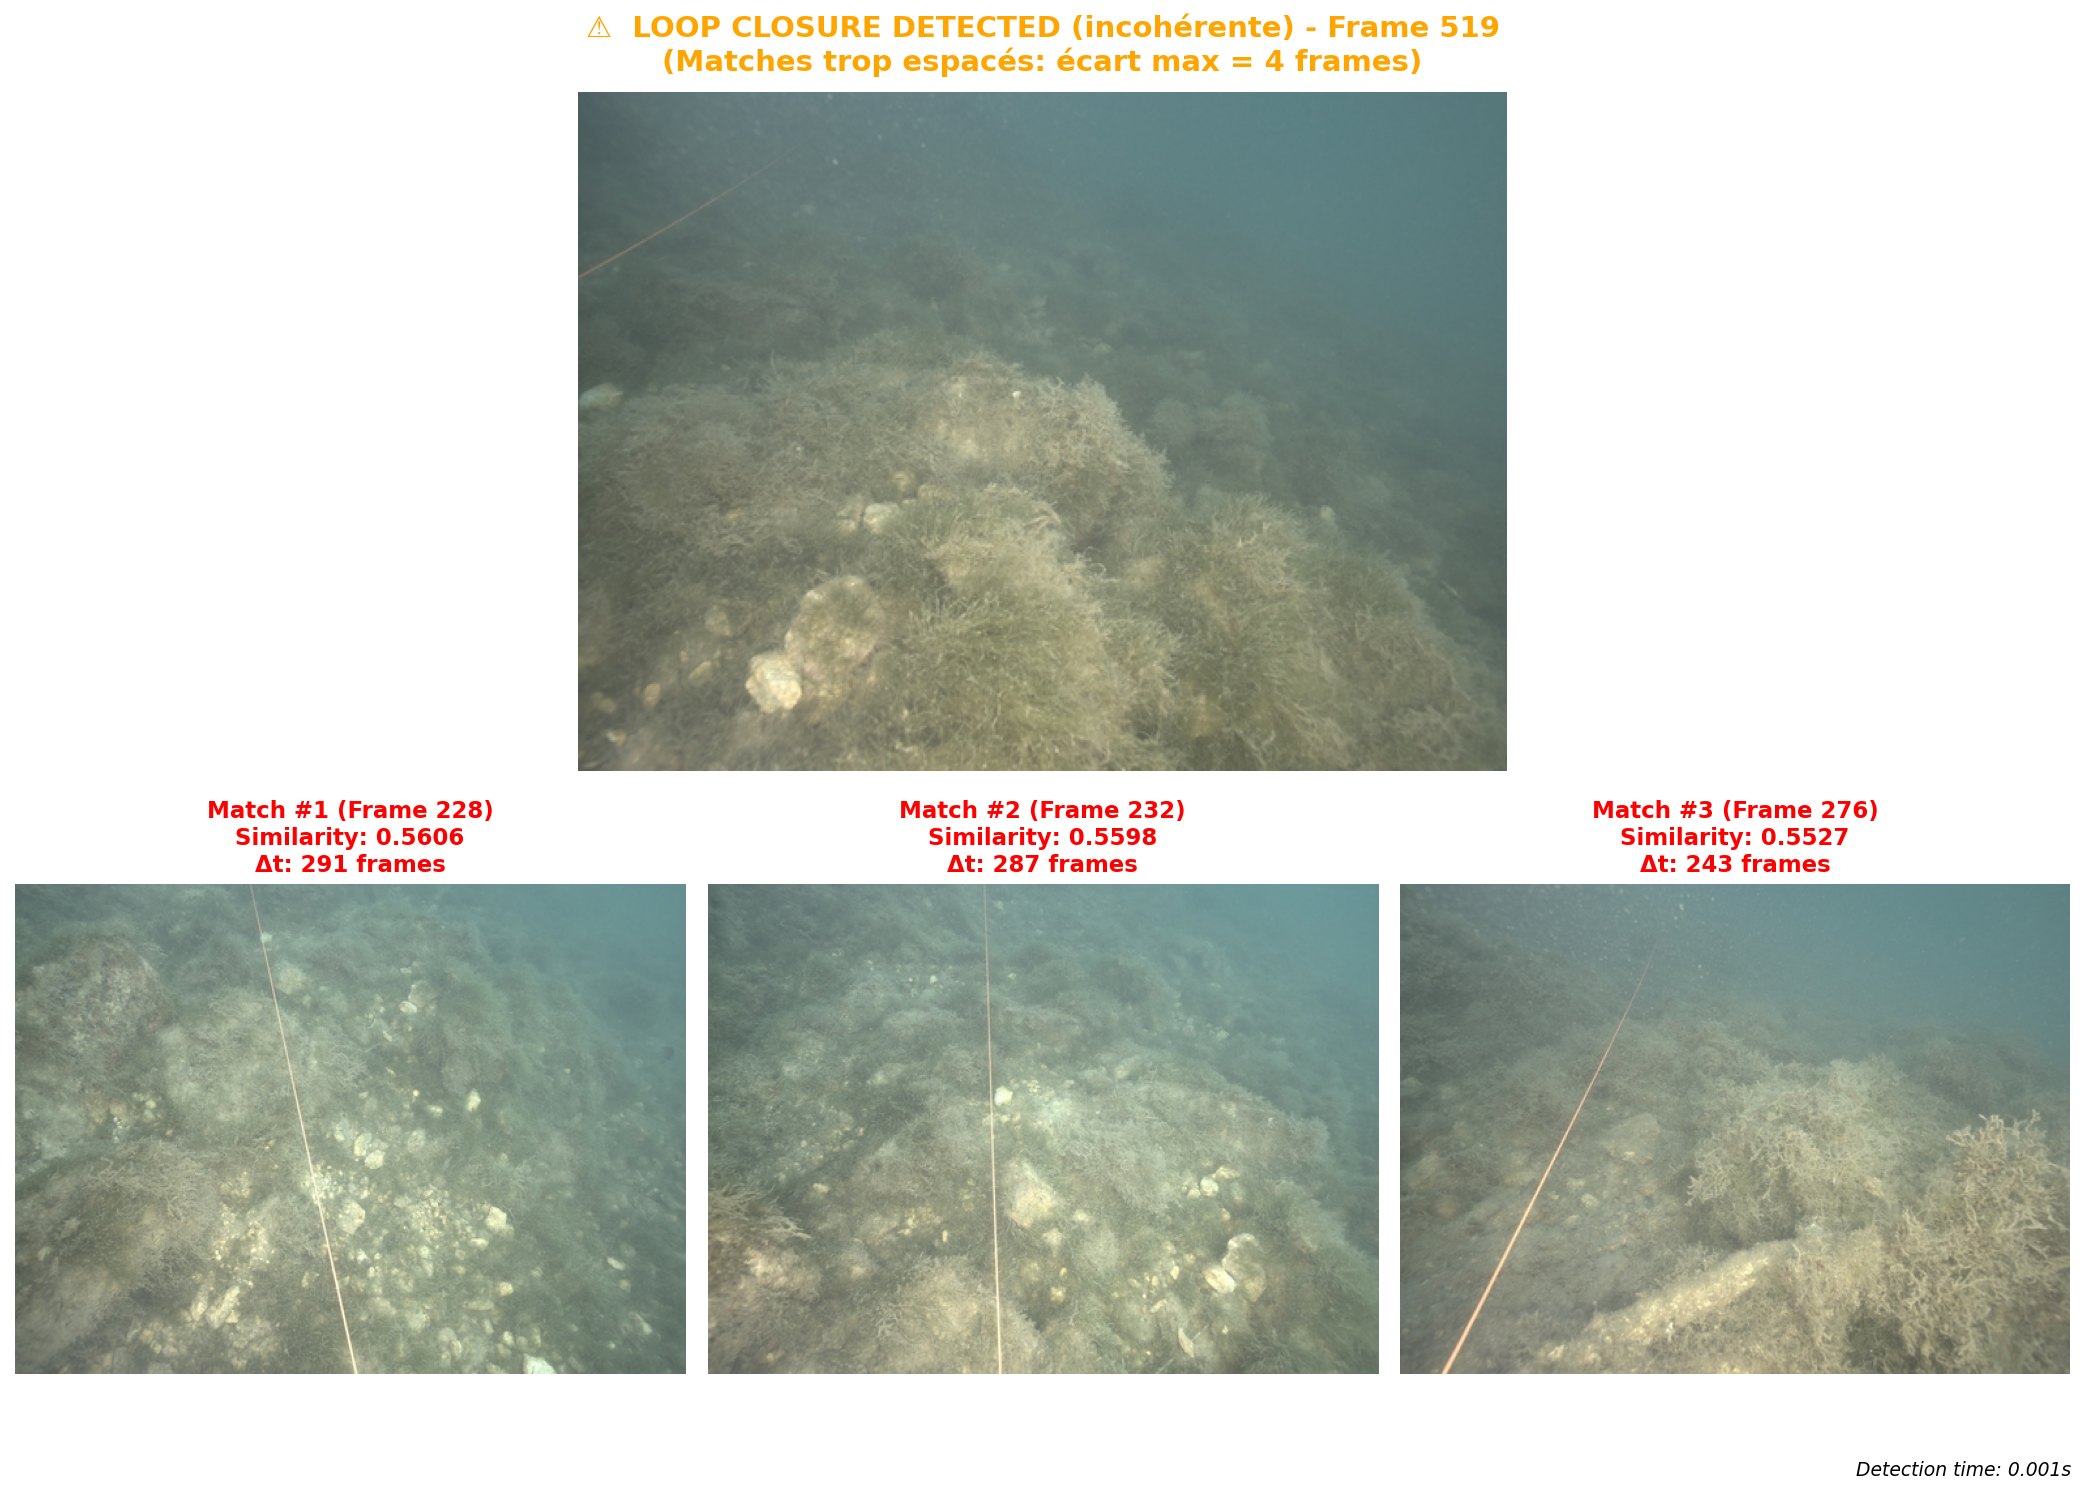 ⚠ LOOP CLOSURE DETECTED (incohérente) - Frame 519
(Matches trop espacés: écart max = 4 frames)
Match #1 (Frame 228)
Similarity: 0.5606
Δt: 291 frames
Match #2 (Frame 232)
Similarity: 0.5598
Δt: 287 frames
Match #3 (Frame 276)
Similarity: 0.5527
Δt: 243 frames
Detection time: 0.001s